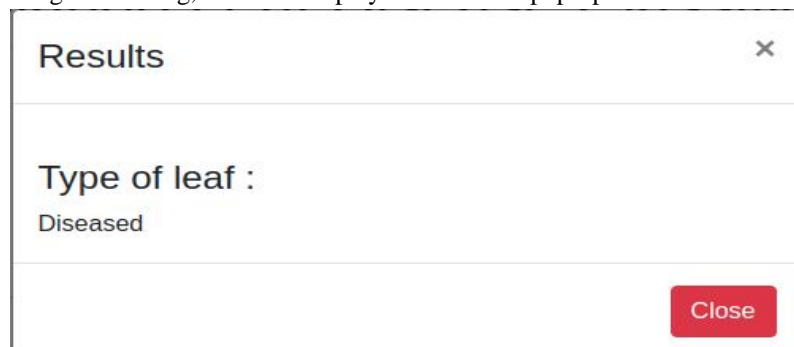 Results
×
Type of leaf :
Diseased
Close